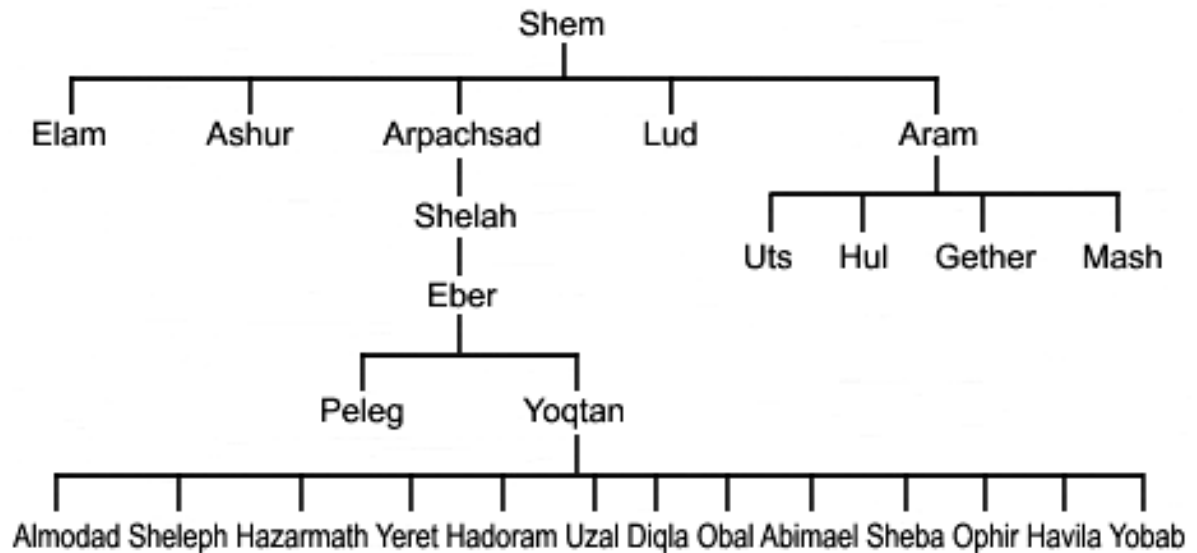 Shem
Elam Ashur Arpachsad Lud Aram
Shelah
Uts Hul Gether Mash
Eber
Peleg Yoqtan
Almodad Sheleph Hazarmath Yeret Hadoram Uzal Diqla Obal Abimael Sheba Ophir Havila Yobab